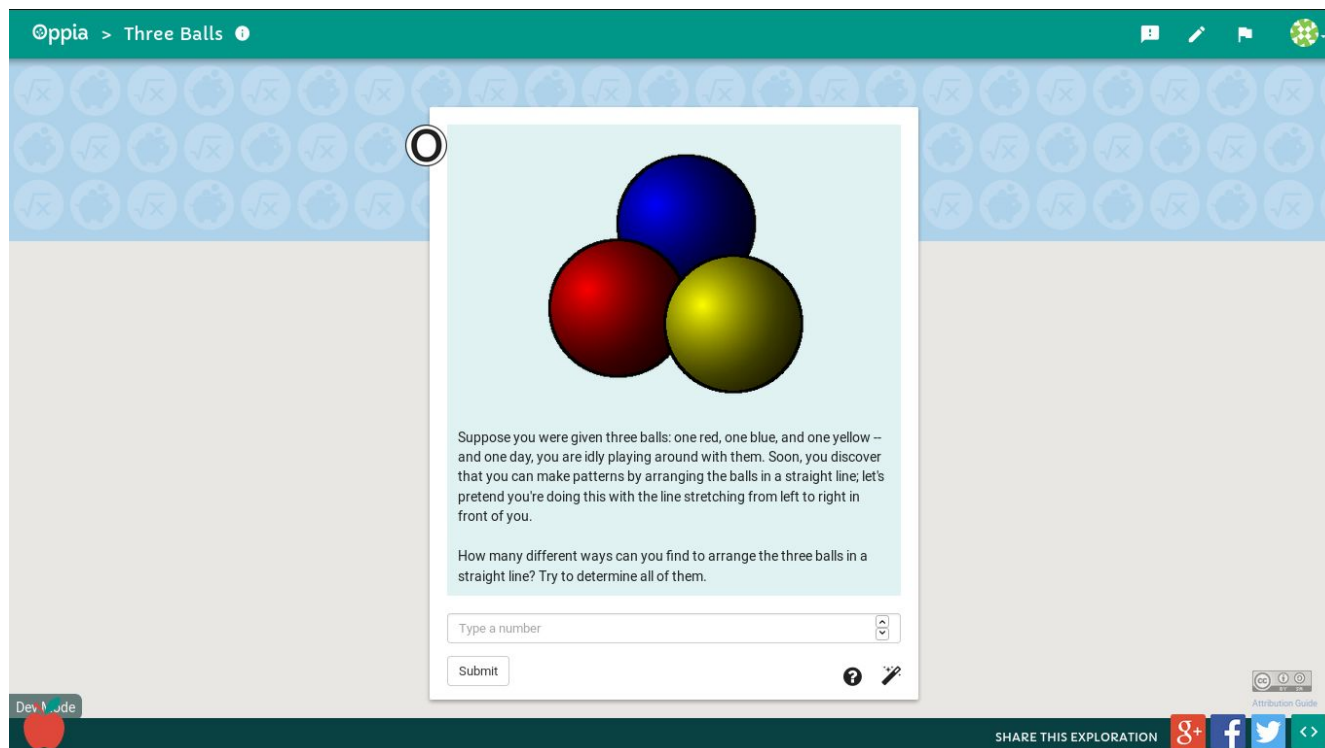 Oppia > Three Balls
O
Suppose you were given three balls: one red, one blue, and one yellow --
and one day, you are idly playing around with them. Soon, you discover
that you can make patterns by arranging the balls in a straight line; let's
pretend you're doing this with the line stretching from left to right in
front of you.
How many different ways can you find to arrange the three balls in a
straight line? Try to determine all of them.
Type a number
Submit
Attribution Guide
SHARE THIS EXPLORATION